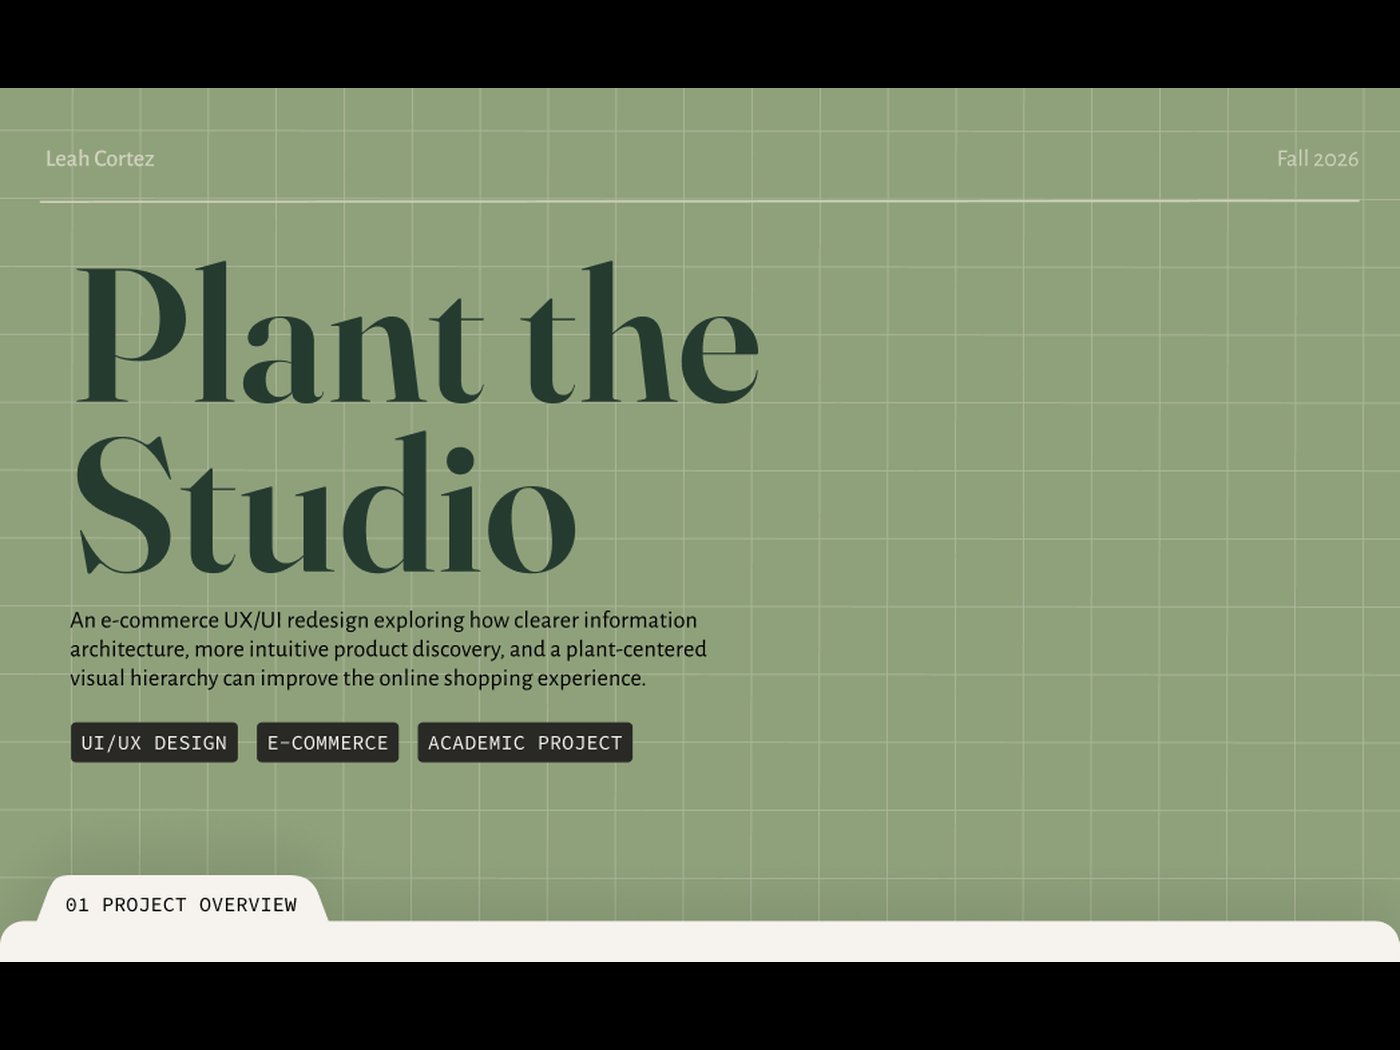 Leah Cortez
Fall 2026
Plant the
Studio
An e-commerce UX/UI redesign exploring how clearer information
architecture, more intuitive product discovery, and a plant-centered
visual hierarchy can improve the online shopping experience.
UI/UX DESIGN
E-COMMERCE
ACADEMIC PROJECT
01 PROJECT OVERVIEW